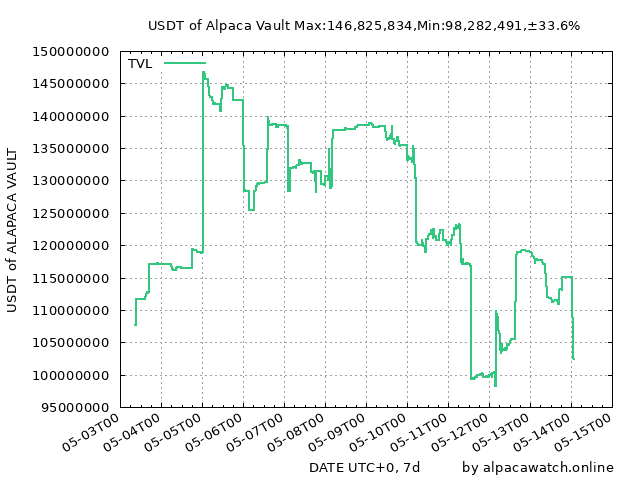 USDT of Alpaca Vault Max:146,825,834,Min:98,282,491,±33.6%
150000000
145000000
140000000
135000000
130000000
125000000
120000000
115000000
110000000
105000000
100000000
95000000
USDT of ALAPACA VAULT
TVL
05-03T00
05-04T00
05-05T00
05-06T00
05-07T00
05-08T00
05-09T00
05-10T00
05-11T00
05-12T00
05-13T00
05-14T00
05-15T00
DATE UTC+0, 7d
by alpacawatch.online